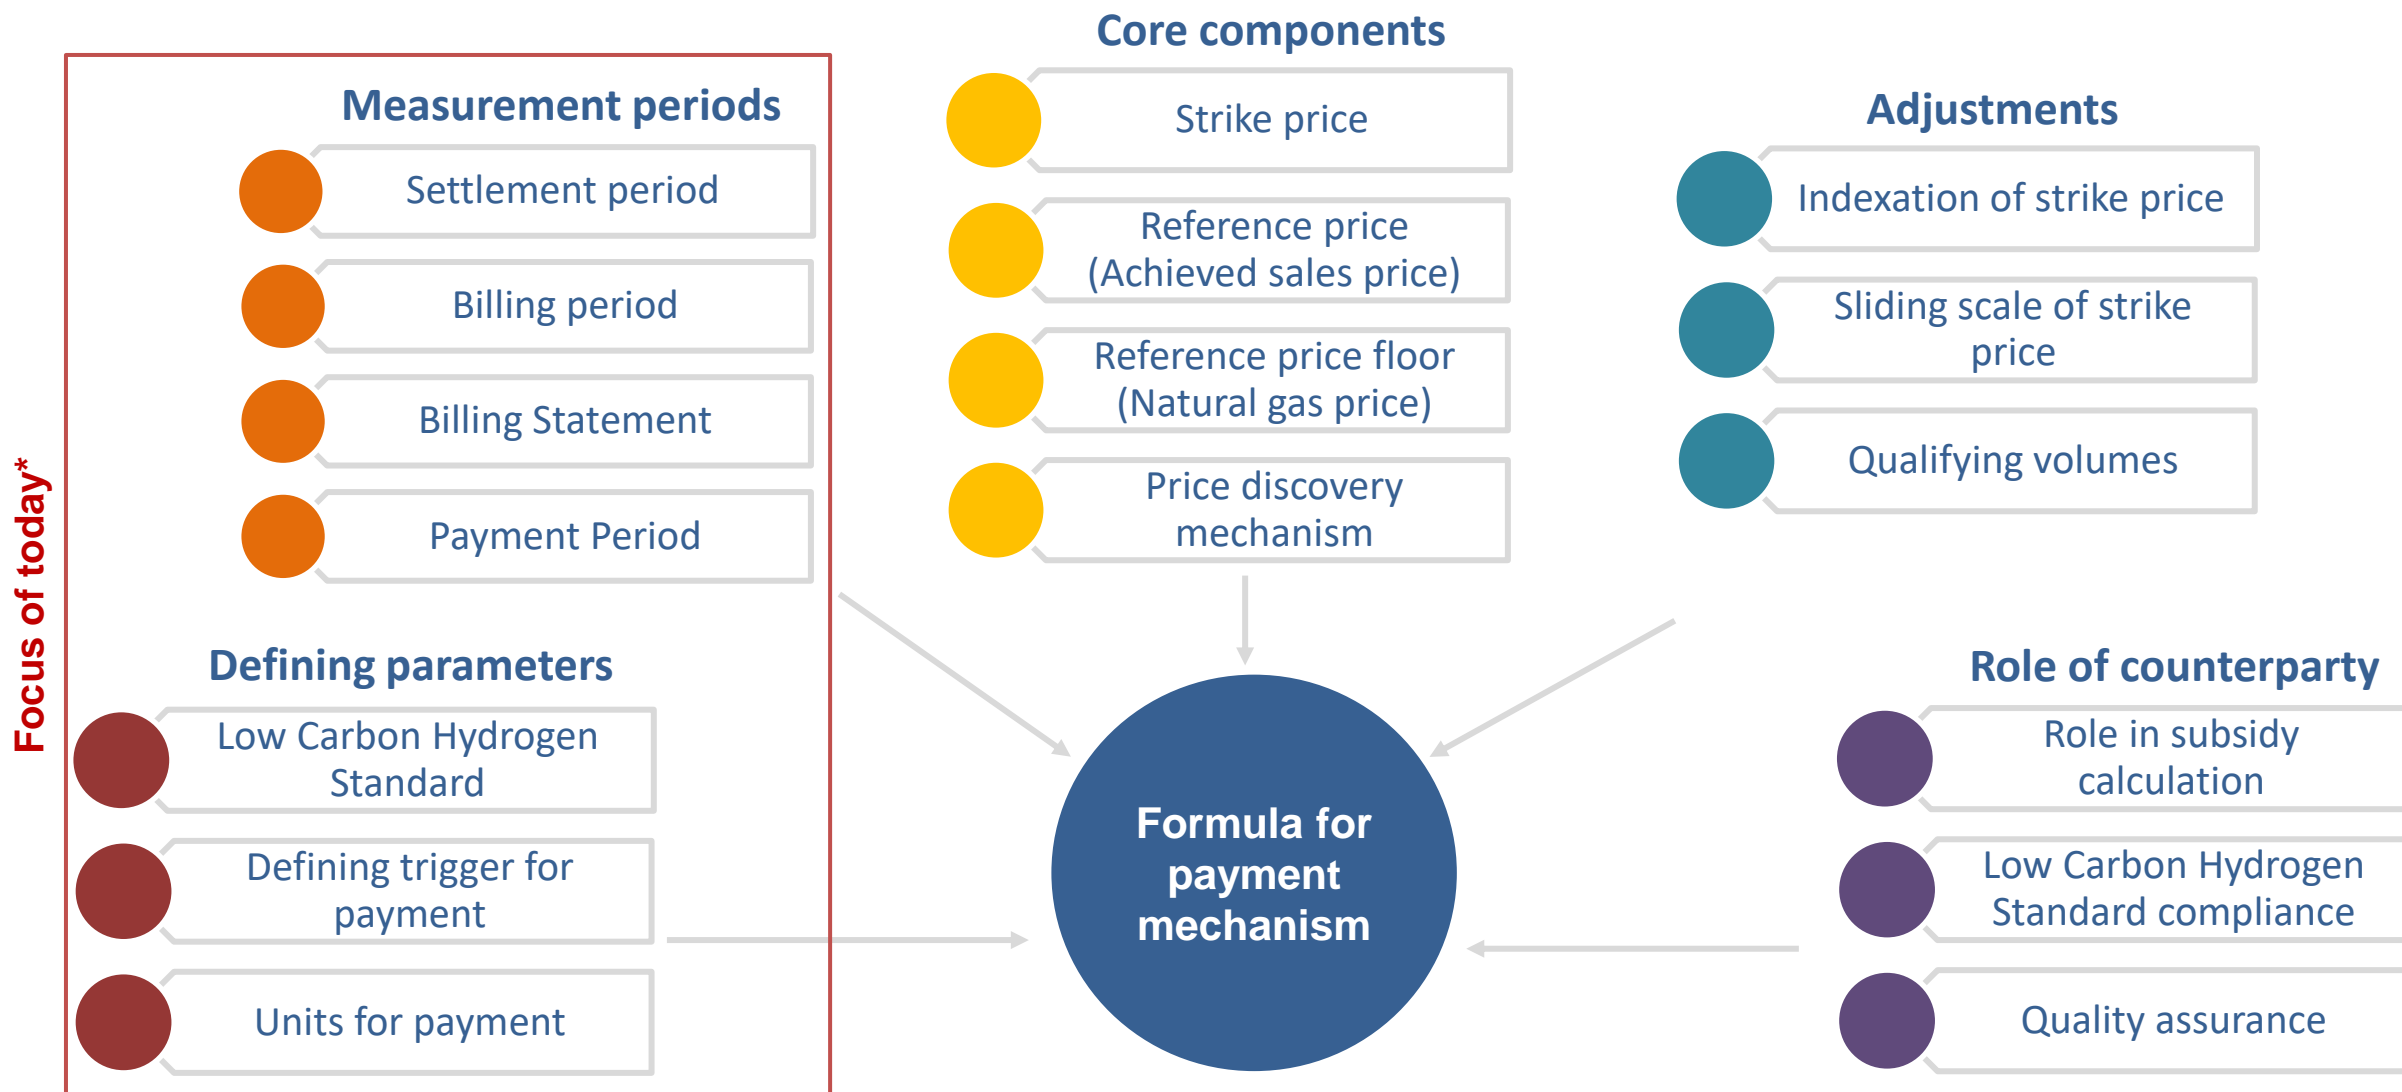 Focus of today*
Measurement periods
Settlement period
Billing period
Billing Statement
Payment Period
Defining parameters
Low Carbon Hydrogen
Standard
Defining trigger for
payment
Units for payment
Core components
Strike price
Reference price
(Achieved sales price)
Reference price floor
(Natural gas price)
Price discovery
mechanism
Formula for
payment
mechanism
Adjustments
Indexation of strike price
Sliding scale of strike
price
Qualifying volumes
Role of counterparty
Role in subsidy
calculation
Low Carbon Hydrogen
Standard compliance
Quality assurance